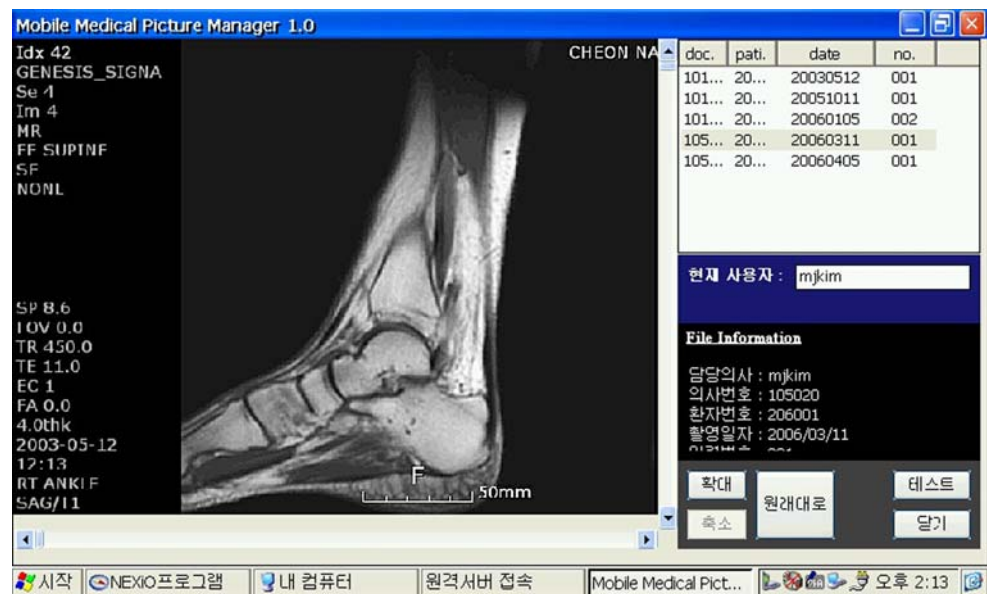 Mobile Medical Picture Manager 1.0
Idx 42
GENESIS_SIGNA
Se 4
Im 4
MR
FF SUPINF
SF
NONL
SP 8.6
FOV 0.0
TR 450.0
TE 11.0
EC 1
FA 0.0
4.0thk
2003-05-12
12:13
RT ANKLE
SAG/T1
CHEON NA
F
50mm
doc. pati. date no.
101... 20... 20030512 001
101... 20... 20051011 001
101... 20... 20060105 002
105... 20... 20060311 001
105... 20... 20060405 001
현재 사용자 : mjkim
File Information
담당의사 : mjkim
의사번호 : 105020
환자번호 : 206001
촬영일자 : 2006/03/11
확대
축소
원래대로
테스트
닫기
시작 NEXIO프로그램 내 컴퓨터 원격서버 접속 Mobile Medical Pict... 오후 2:13